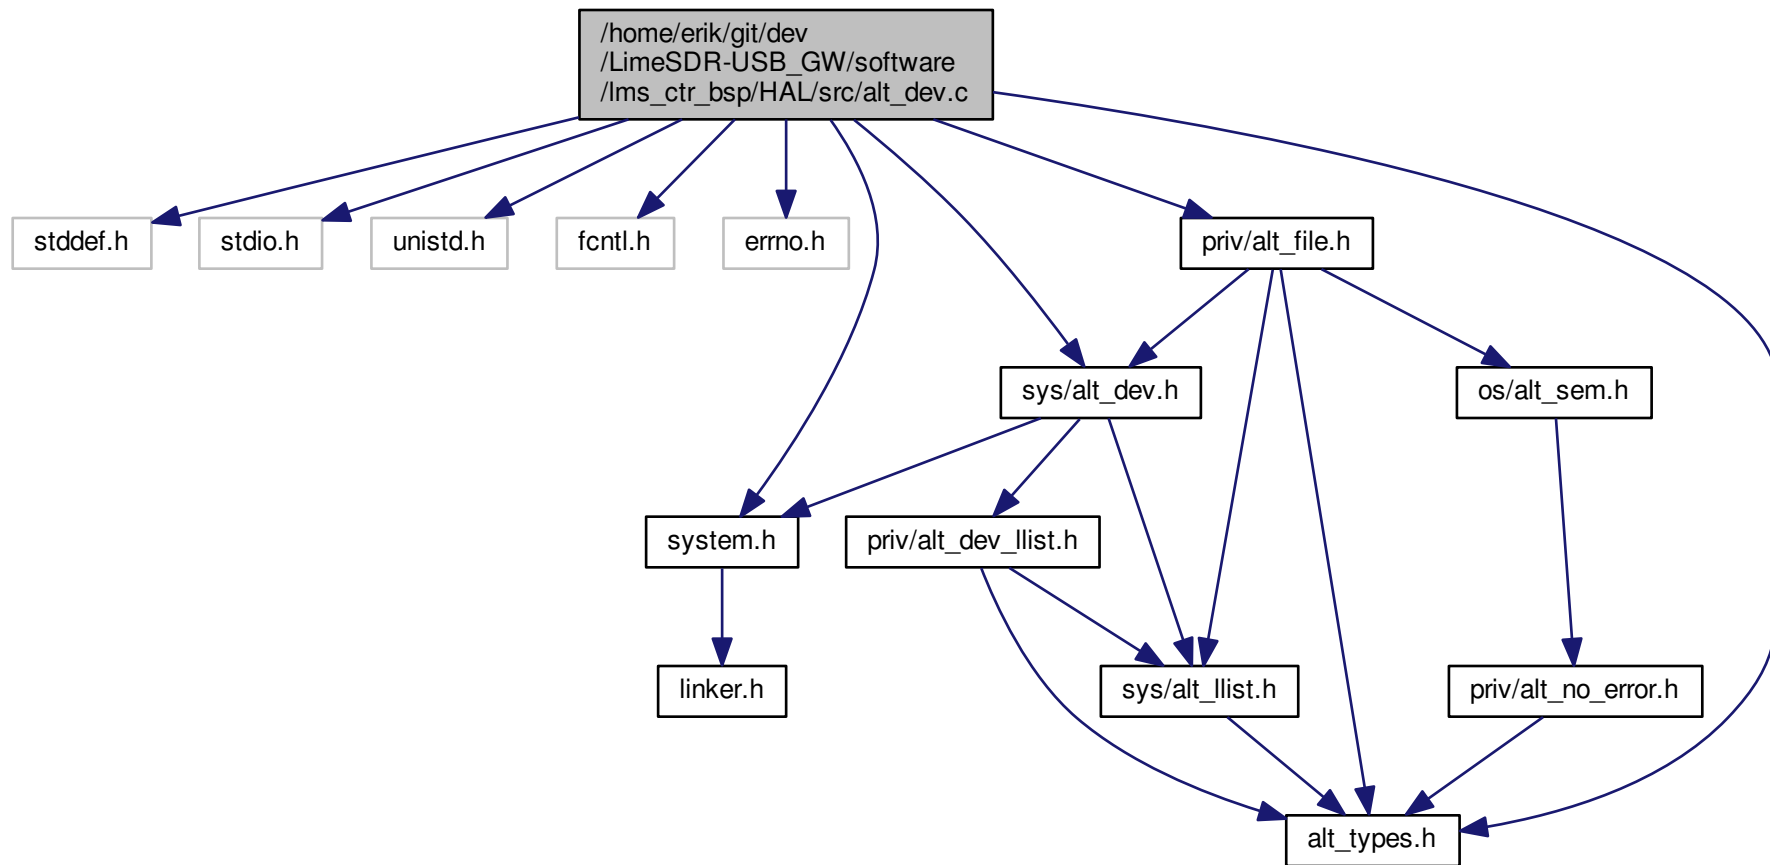 /home/erik/git/dev
/LimeSDR-USB_GW/software
/lms_ctr_bsp/HAL/src/alt_dev.c
stddef.h
stdio.h
unistd.h
fcntl.h
errno.h
priv/alt_file.h
sys/alt_dev.h
os/alt_sem.h
system.h
priv/alt_dev_llist.h
linker.h
sys/alt_llist.h
priv/alt_no_error.h
alt_types.h